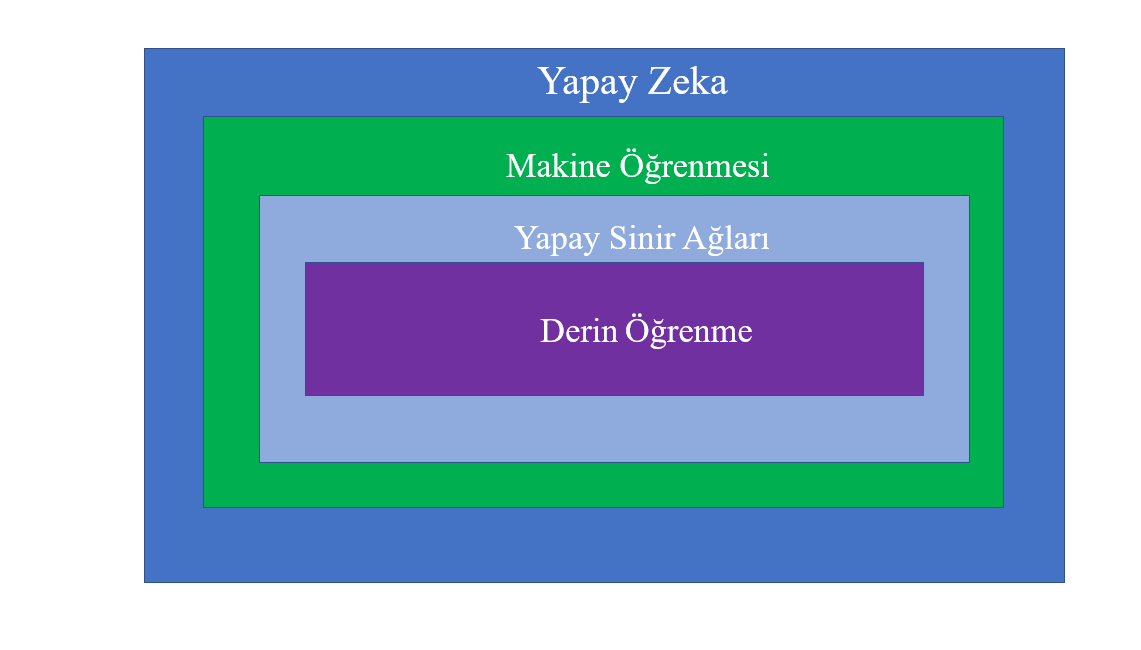 Yapay Zeka
Makine Öğrenmesi
Yapay Sinir Ağları
Derin Öğrenme